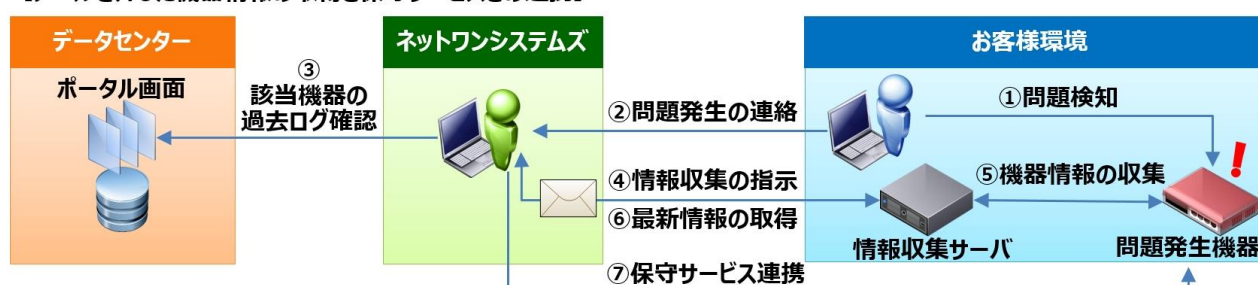 データセンター
ネットワンシステムズ
お客様環境
ポータル画面
③
該当機器の
過去ログ確認
①問題検知
②問題発生の連絡
④情報収集の指示
⑤機器情報の収集
⑥最新情報の取得
情報収集サーバ
問題発生機器
⑦保守サービス連携